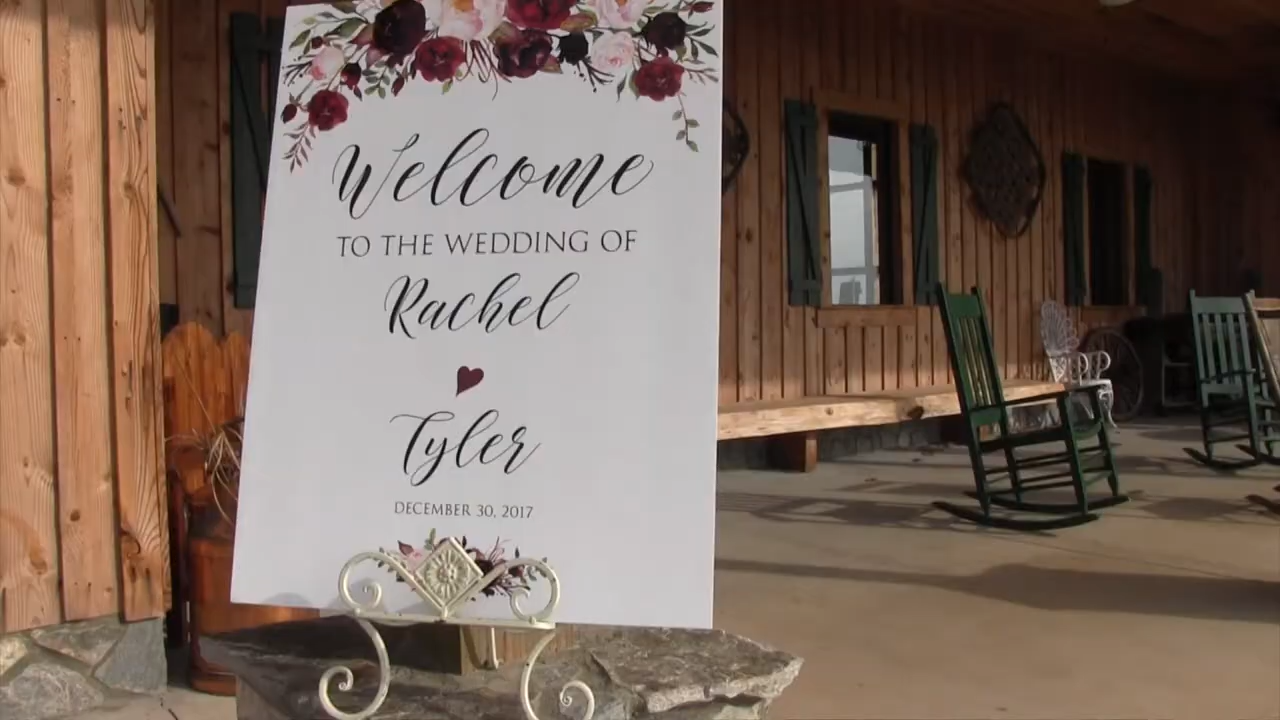 Welcome
TO THE WEDDING OF
Rachel
Tyler
DECEMBER 30, 2017